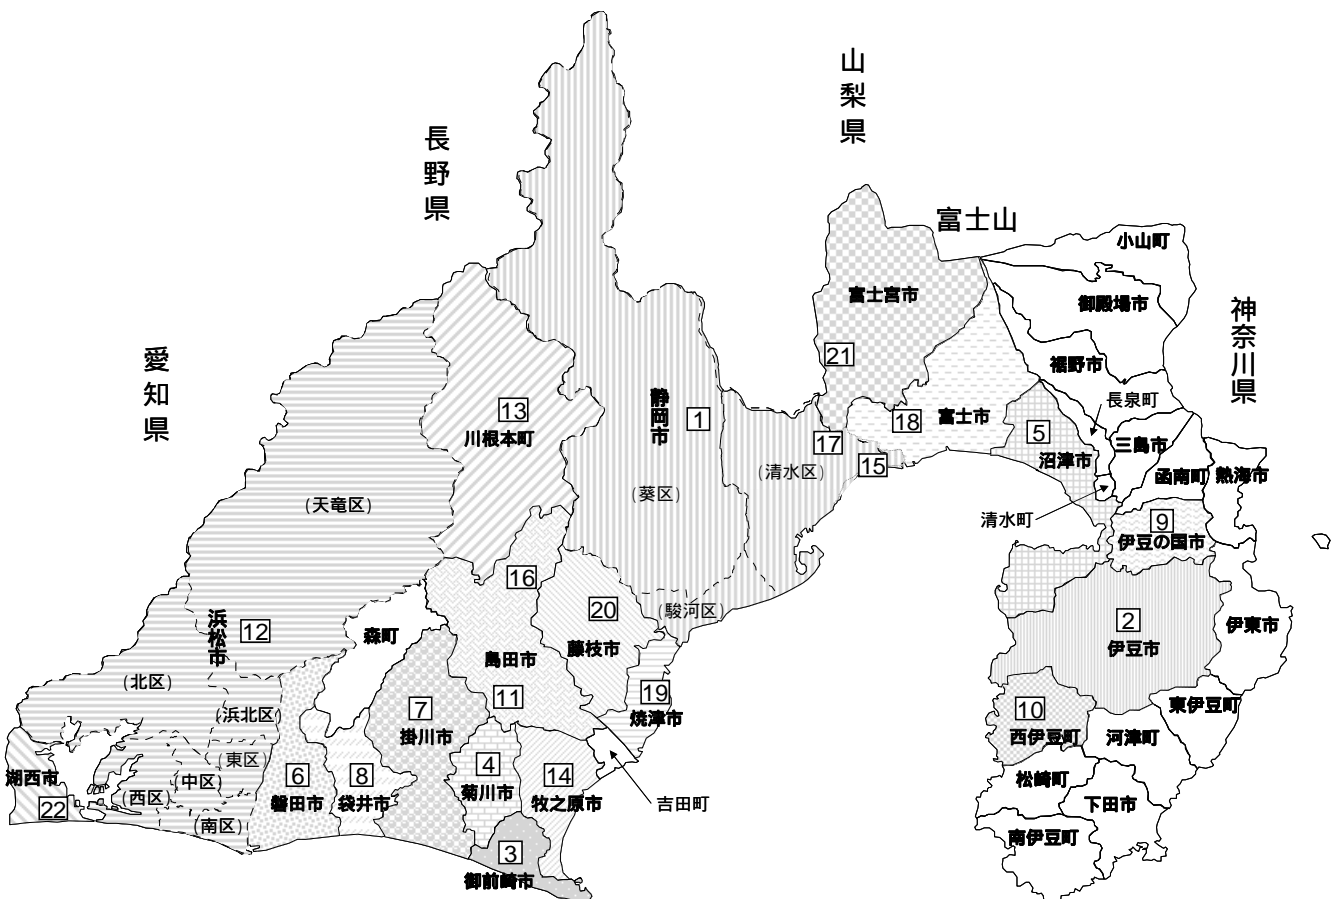 山梨県
長野県
富士山
小山町
富士宮市
御殿場市
神奈川県
愛知県
21
裾野市
静岡市
1
13
川根本町
長泉町
18
富士市
5
沼津市
三島市
17
15
(清水区)
函南町
熱海市
(葵区)
(天竜区)
清水町
9
伊豆の国市
16
20
(駿河区)
2
伊豆市
伊東市
浜松市
12
森町
藤枝市
島田市
(北区)
11
19
焼津市
7
掛川市
10
西伊豆町
東伊豆町
(浜北区)
河津町
(東区)
湖西市
22
(中区)
(西区)
6
磐田市
8
袋井市
4
菊川市
14
牧之原市
吉田町
松崎町
下田市
(南区)
南伊豆町
3
御前崎市